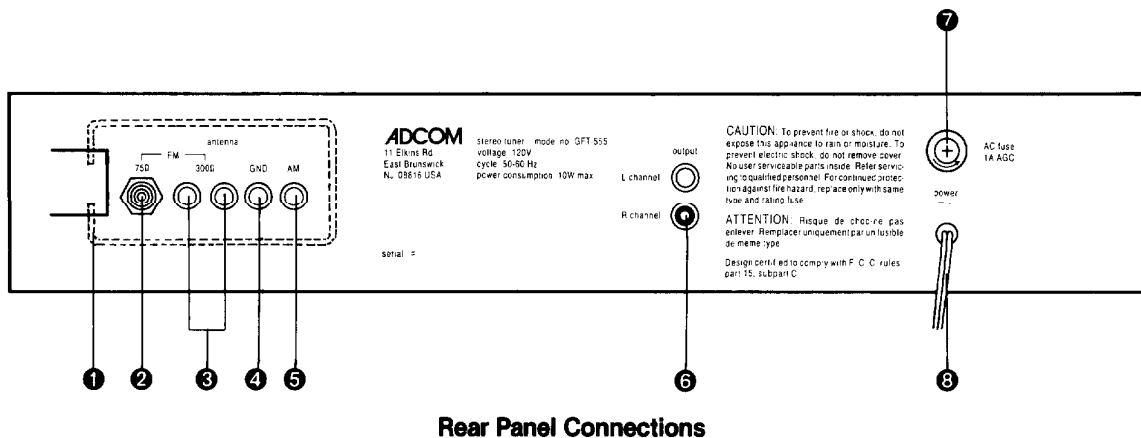 7
antenna
FM
75Ω 300Ω GND AM
ADCOM
11 Elkins Rd
East Brunswick
NJ 08816 USA
stereo tuner mode no GFT-555
voltage 120V
cycle 50-60 Hz
power consumption 10W max
serial #
output
L channel
R channel
CAUTION: To prevent fire or shock, do not
expose this appliance to rain or moisture. To
prevent electric shock, do not remove cover.
No user serviceable parts inside. Refer servic-
ing to qualified personnel. For continued protec-
tion against fire hazard, replace only with same
type and rating fuse
ATTENTION: Risque de choc-ne pas
enlever. Remplacer uniquement par un fusible
de meme type
Design certified to comply with F. C. C. rules
part 15, subpart C
AC fuse
1A AGC
power
1 2 3 4 5 6 8
Rear Panel Connections